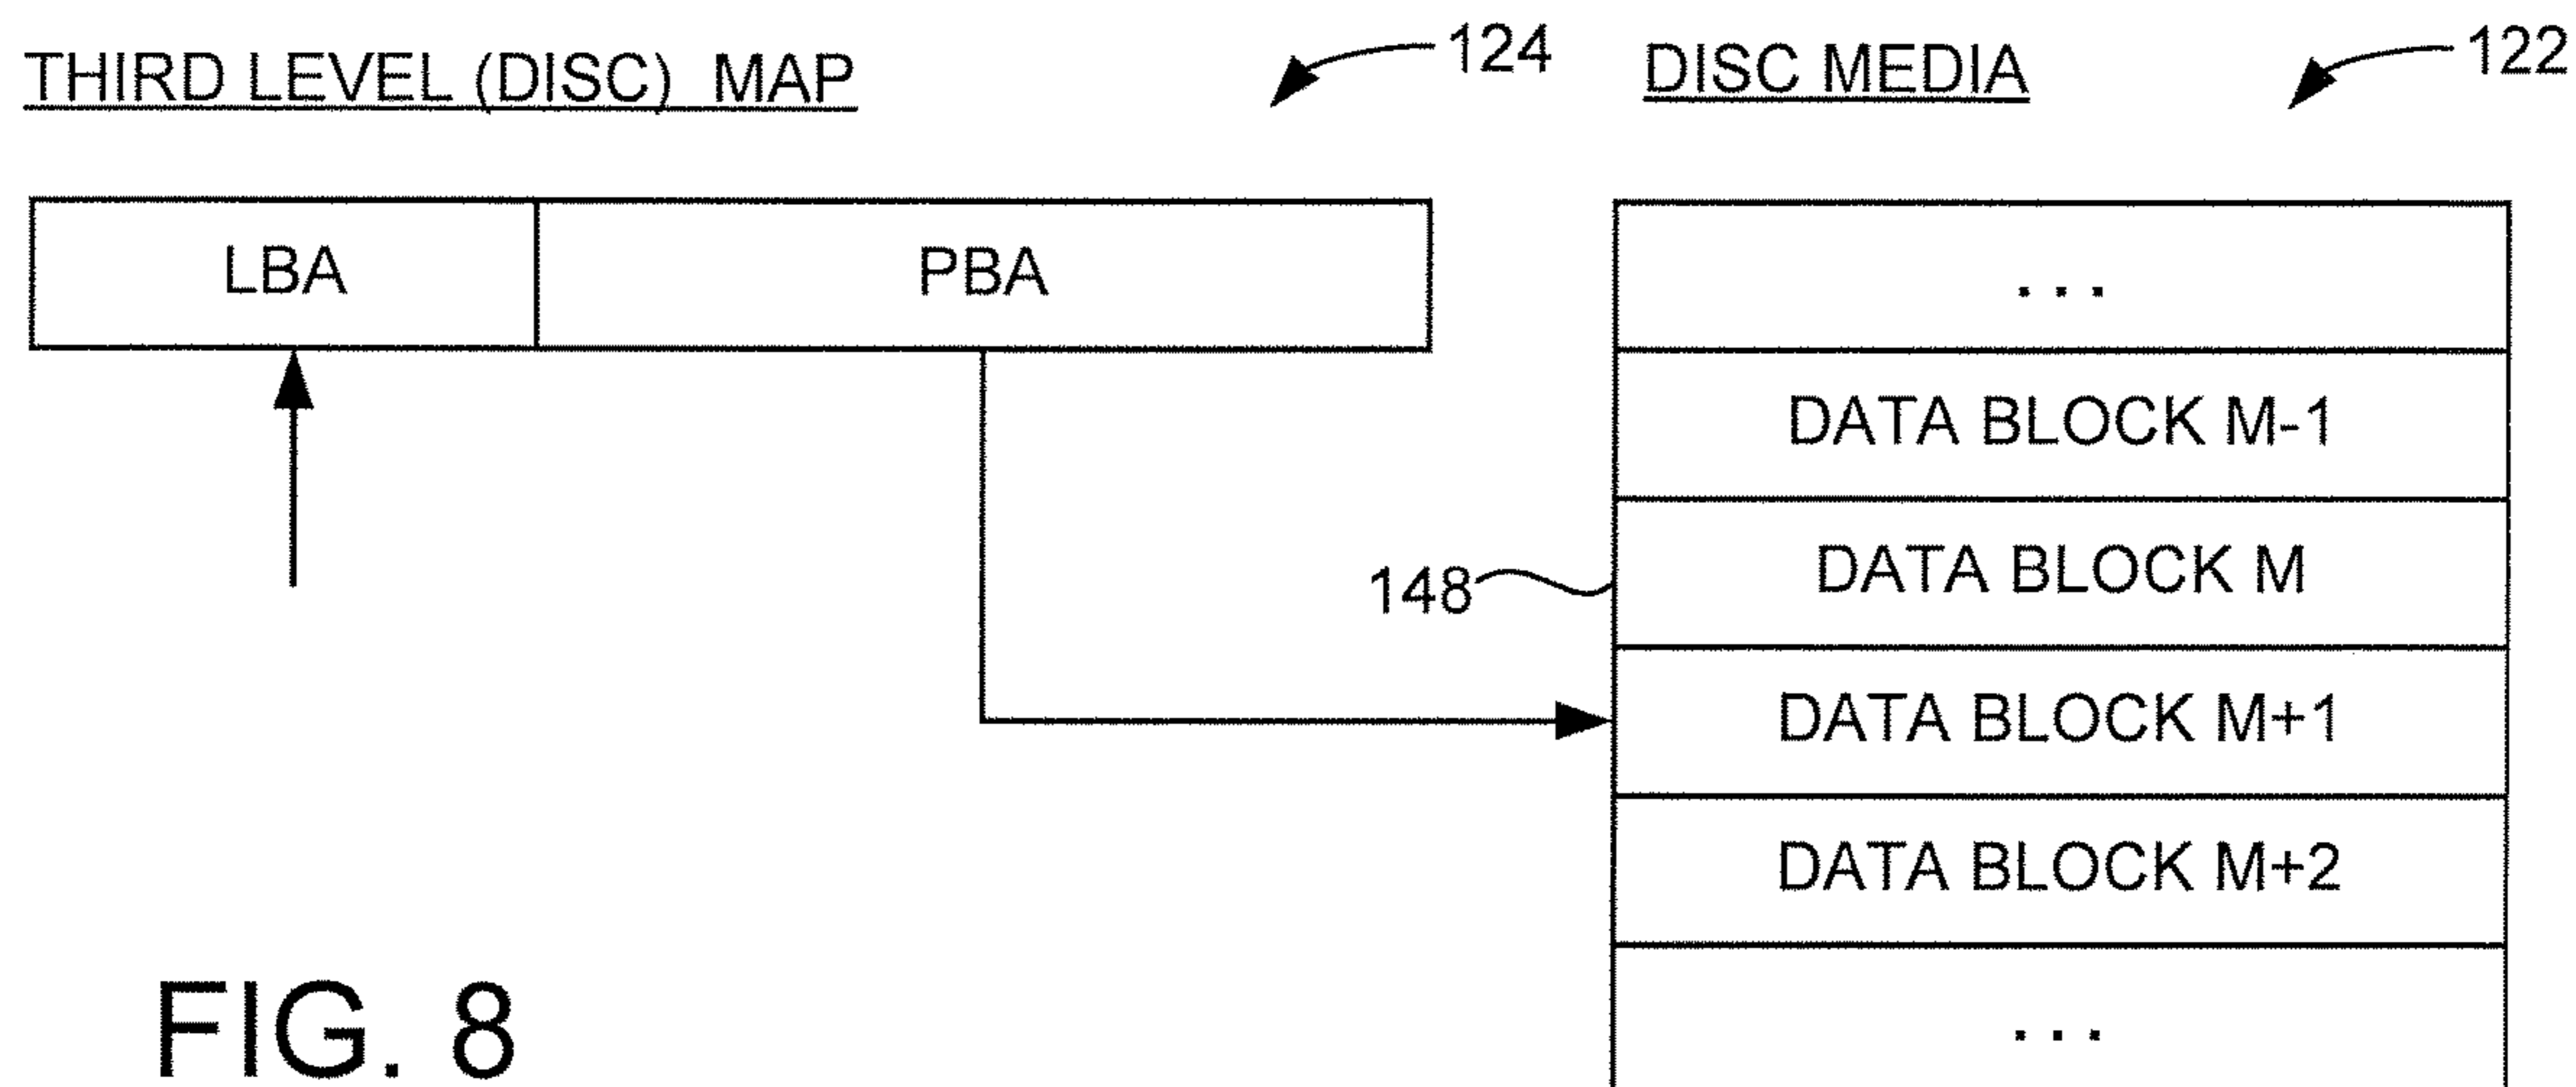 THIRD LEVEL (DISC) MAP
124
DISC MEDIA
122
LBA
PBA
. . .
DATA BLOCK M-1
148
DATA BLOCK M
DATA BLOCK M+1
DATA BLOCK M+2
. . .
FIG. 8